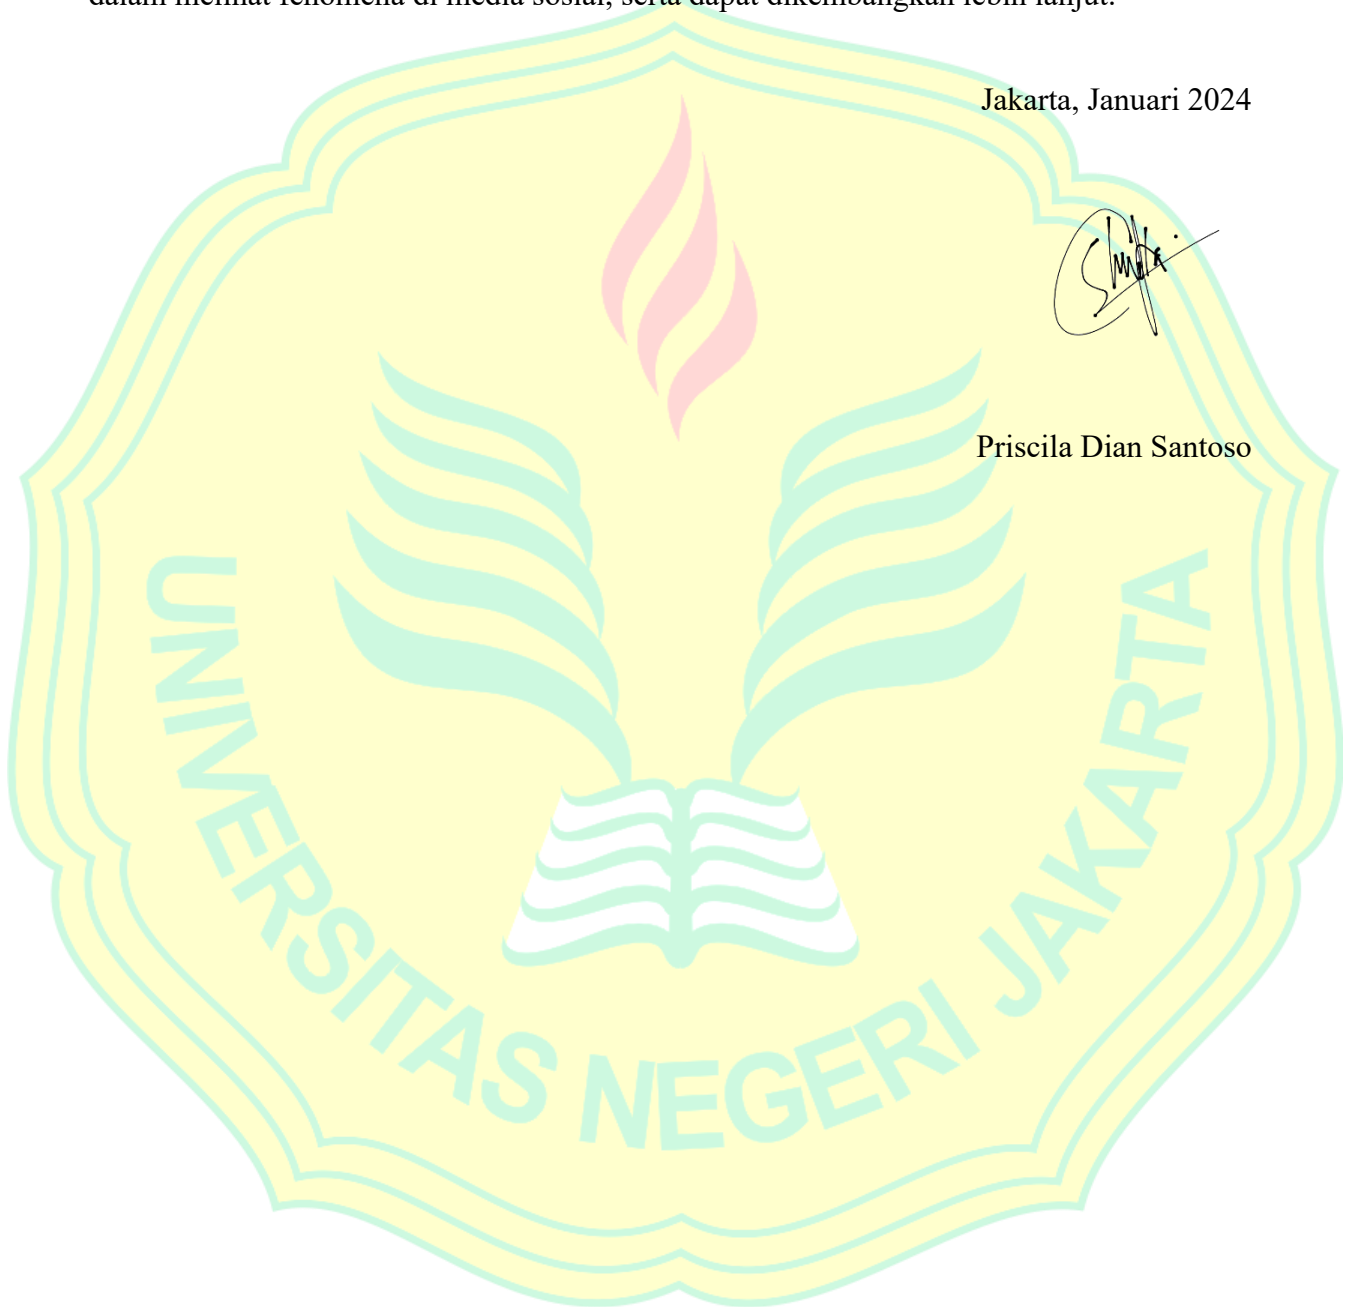 dalam melihat fenomena di media sosial, serta dapat dikembangkan lebih lanjut.
Jakarta, Januari 2024
Priscila Dian Santoso
UNIVERSITAS NEGERI JAKARTA